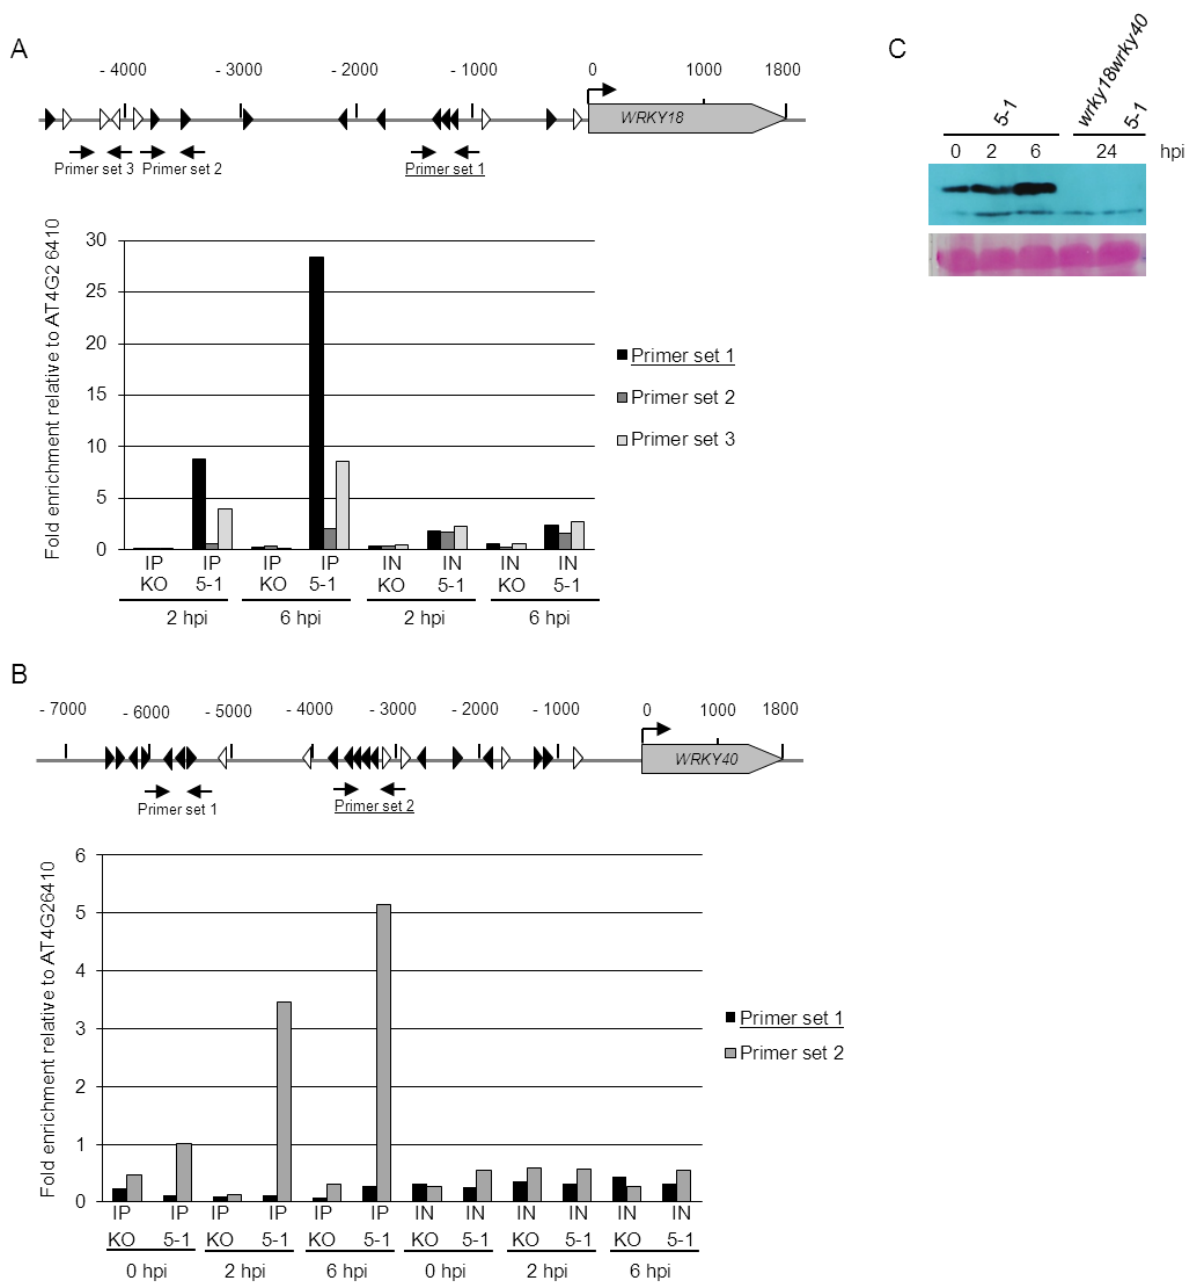 A
- 4000 - 3000 - 2000 - 1000 0 1000 1800
WRKY18
Primer set 3 Primer set 2 Primer set 1
Fold enrichment relative to AT4G2 6410
30
25
20
15
10
5
0
Primer set 1
Primer set 2
Primer set 3
IP IP IP IP IN IN IN IN
KO 5-1 KO 5-1 KO 5-1 KO 5-1
2 hpi 6 hpi 2 hpi 6 hpi
C
5-1 wrky18wrky40 5-1
0 2 6 24 hpi
B
- 7000 - 6000 - 5000 - 4000 - 3000 - 2000 - 1000 0 1000 1800
WRKY40
Primer set 1 Primer set 2
Fold enrichment relative to AT4G26410
6
5
4
3
2
1
0
Primer set 1
Primer set 2
IP IP IP IP IP IP IN IN IN IN IN IN
KO 5-1 KO 5-1 KO 5-1 KO 5-1 KO 5-1 KO 5-1
0 hpi 2 hpi 6 hpi 0 hpi 2 hpi 6 hpi